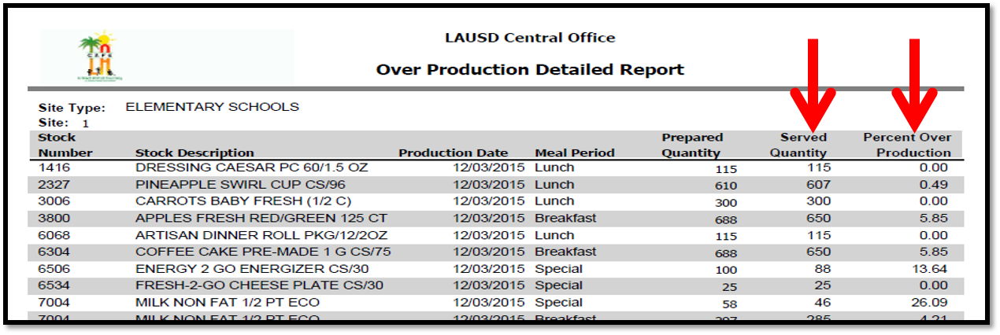 LAUSD Central Office
Over Production Detailed Report
Site Type: ELEMENTARY SCHOOLS
Site: 1
Stock Number Stock Description Production Date Meal Period Prepared Quantity Served Quantity Percent Over Production
1416 DRESSING CAESAR PC 60/1.5 OZ 12/03/2015 Lunch 115 115 0.00
2327 PINEAPPLE SWIRL CUP CS/96 12/03/2015 Lunch 610 607 0.49
3006 CARROTS BABY FRESH (1/2 C) 12/03/2015 Lunch 300 300 0.00
3800 APPLES FRESH RED/GREEN 125 CT 12/03/2015 Breakfast 688 650 5.85
6068 ARTISAN DINNER ROLL PKG/12/2OZ 12/03/2015 Lunch 115 115 0.00
6304 COFFEE CAKE PRE-MADE 1 G CS/75 12/03/2015 Breakfast 688 650 5.85
6506 ENERGY 2 GO ENERGIZER CS/30 12/03/2015 Special 100 88 13.64
6534 FRESH-2-GO CHEESE PLATE CS/30 12/03/2015 Special 25 25 0.00
7004 MILK NON FAT 1/2 PT ECO 12/03/2015 Special 58 46 26.09
7004 MILK NON FAT 1/2 PT ECO 12/03/2015 Breakfast 297 285 4.21